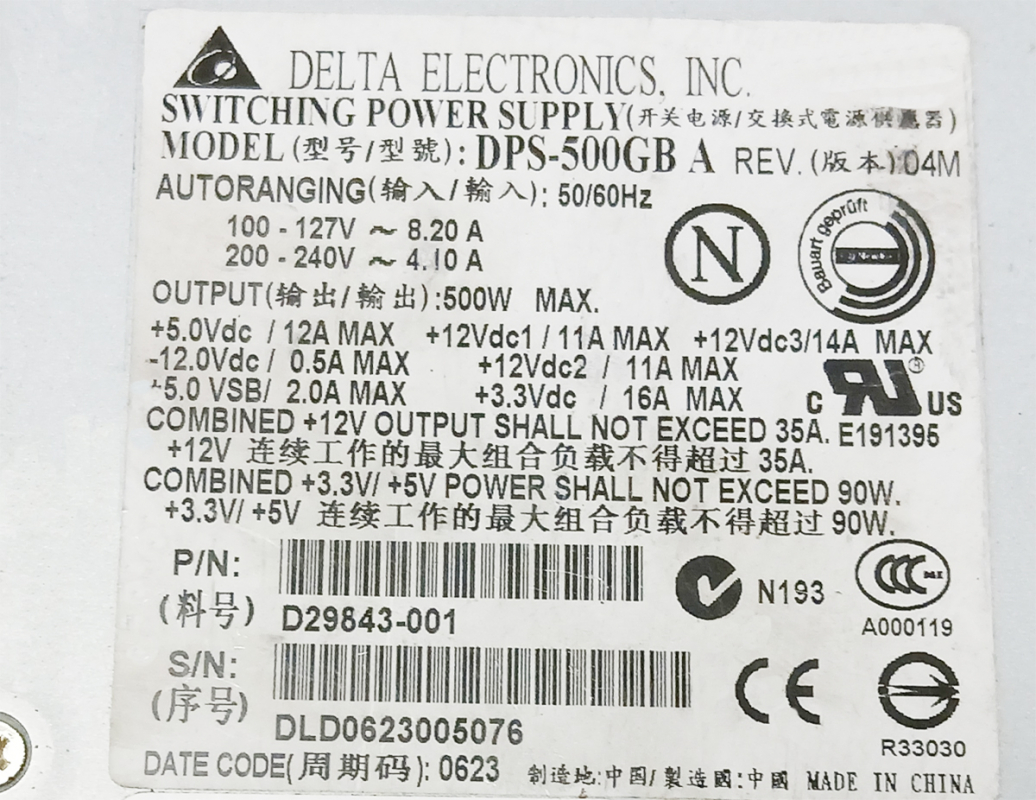 DELTA ELECTRONICS, INC.
SWITCHING POWER SUPPLY(开关电源/交换式電源供應器)
MODEL(型号/型號): DPS-500GB A REV.(版本)04M
AUTORANGING(输入/輸入): 50/60Hz
100 - 127V ~ 8.20 A
200 - 240V ~ 4.10 A
N
Bauart geprüft
OUTPUT(输出/輸出):500W MAX.
+5.0Vdc / 12A MAX +12Vdc1 / 11A MAX +12Vdc3/14A MAX
-12.0Vdc / 0.5A MAX +12Vdc2 / 11A MAX
+5.0 VSB/ 2.0A MAX +3.3Vdc / 16A MAX
C RU ® US
COMBINED +12V OUTPUT SHALL NOT EXCEED 35A. E191395
+12V 连续工作的最大组合负载不得超过 35A.
COMBINED +3.3V/ +5V POWER SHALL NOT EXCEED 90W.
+3.3V/ +5V 连续工作的最大组合负载不得超过 90W.
P/N:
(料号) D29843-001
N193
CCC
A000119
S/N:
(序号) DLD0623005076
CE
R33030
DATE CODE(周期码): 0623 制造地:中国/製造國:中國 MADE IN CHINA